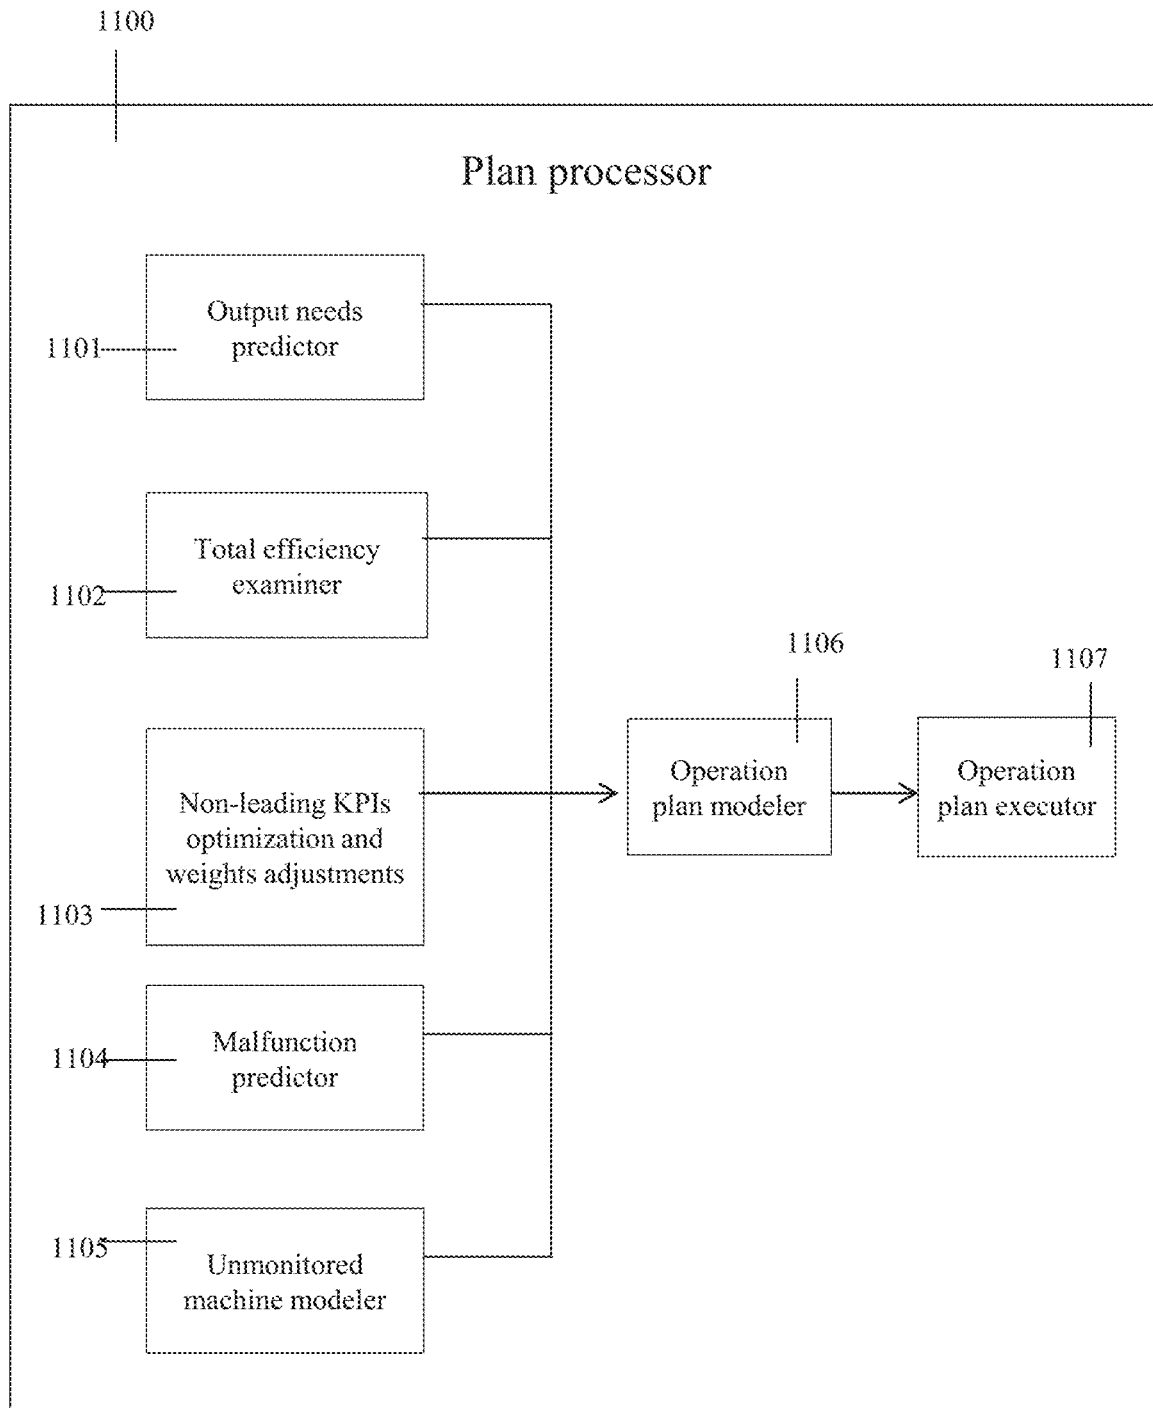 1100
Plan processor
Output needs
predictor
1101
Total efficiency
examiner
1102
Non-leading KPIs
optimization and
weights adjustments
1103
Malfunction
predictor
1104
1105
Unmonitored
machine modeler
1106
Operation
plan modeler
1107
Operation
plan executor